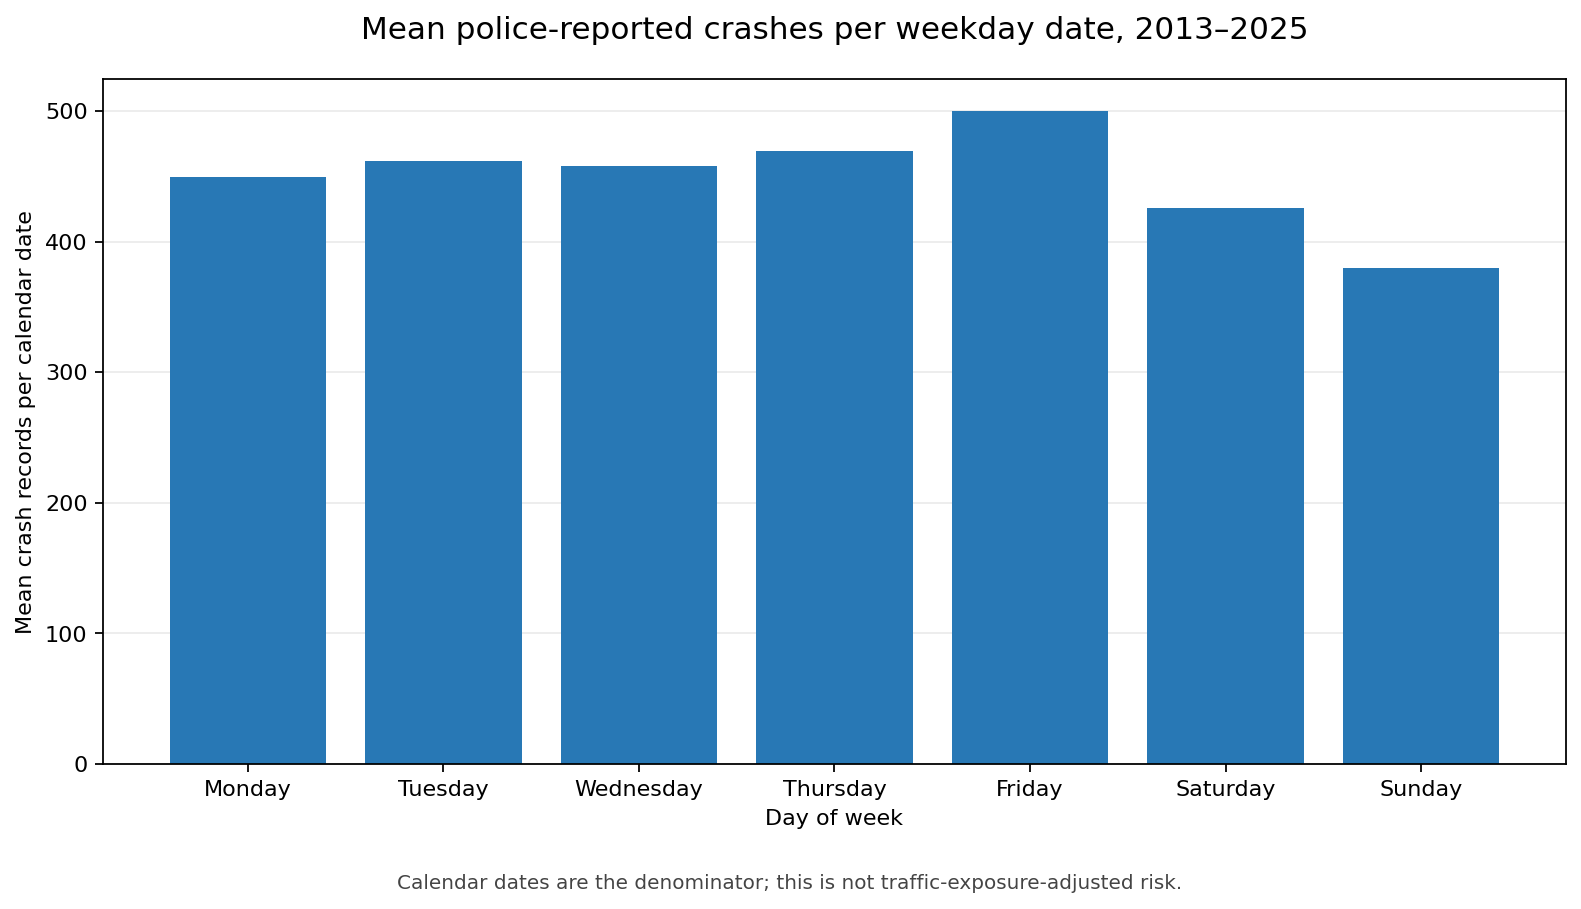 Mean police-reported crashes per weekday date, 2013–2025
Mean crash records per calendar date
500
400
300
200
100
0
Monday Tuesday Wednesday Thursday Friday Saturday Sunday
Day of week
Calendar dates are the denominator; this is not traffic-exposure-adjusted risk.